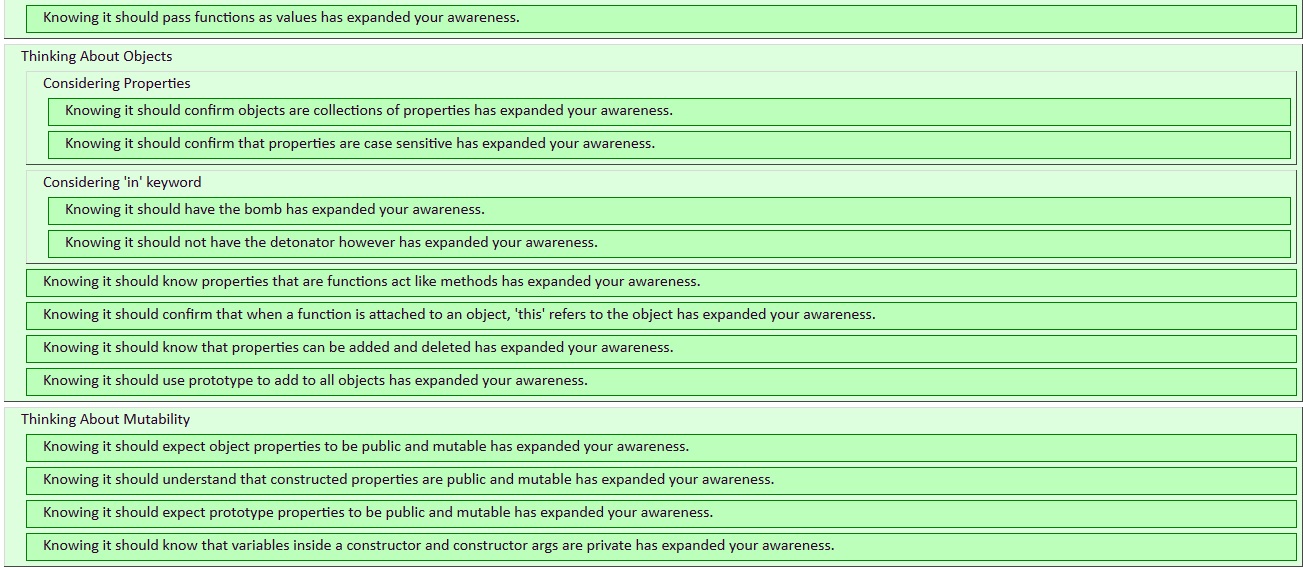 Knowing it should pass functions as values has expanded your awareness.
Thinking About Objects
Considering Properties
Knowing it should confirm objects are collections of properties has expanded your awareness.
Knowing it should confirm that properties are case sensitive has expanded your awareness.
Considering 'in' keyword
Knowing it should have the bomb has expanded your awareness.
Knowing it should not have the detonator however has expanded your awareness.
Knowing it should know properties that are functions act like methods has expanded your awareness.
Knowing it should confirm that when a function is attached to an object, 'this' refers to the object has expanded your awareness.
Knowing it should know that properties can be added and deleted has expanded your awareness.
Knowing it should use prototype to add to all objects has expanded your awareness.
Thinking About Mutability
Knowing it should expect object properties to be public and mutable has expanded your awareness.
Knowing it should understand that constructed properties are public and mutable has expanded your awareness.
Knowing it should expect prototype properties to be public and mutable has expanded your awareness.
Knowing it should know that variables inside a constructor and constructor args are private has expanded your awareness.